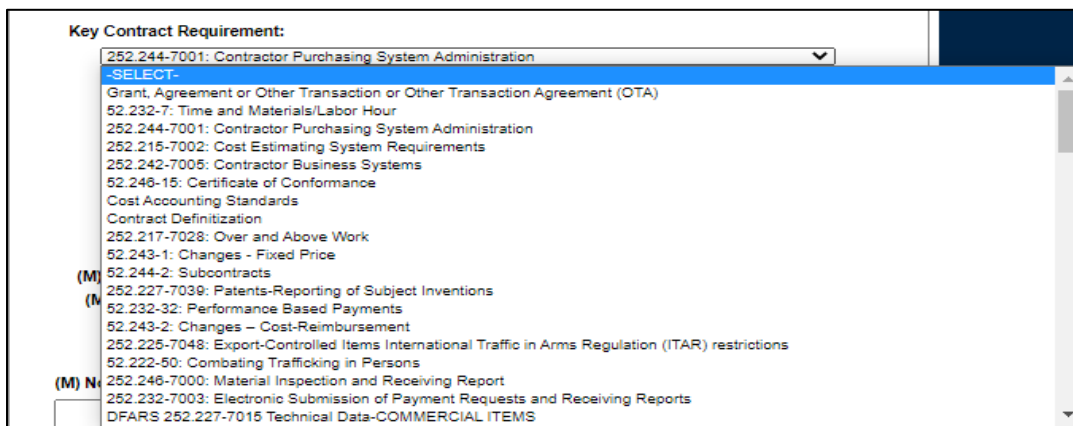 Key Contract Requirement:
252.244-7001: Contractor Purchasing System Administration
-SELECT-
Grant, Agreement or Other Transaction or Other Transaction Agreement (OTA)
52.232-7: Time and Materials/Labor Hour
252.244-7001: Contractor Purchasing System Administration
252.215-7002: Cost Estimating System Requirements
252.242-7005: Contractor Business Systems
52.246-15: Certificate of Conformance
Cost Accounting Standards
Contract Definitization
252.217-7028: Over and Above Work
52.243-1: Changes - Fixed Price
(M)
52.244-2: Subcontracts
252.227-7039: Patents-Reporting of Subject Inventions
(M
52.232-32: Performance Based Payments
52.243-2: Changes – Cost-Reimbursement
252.225-7048: Export-Controlled Items International Traffic in Arms Regulation (ITAR) restrictions
52.222-50: Combating Trafficking in Persons
(M) N
252.246-7000: Material Inspection and Receiving Report
252.232-7003: Electronic Submission of Payment Requests and Receiving Reports
DFARS 252.227-7015 Technical Data-COMMERCIAL ITEMS